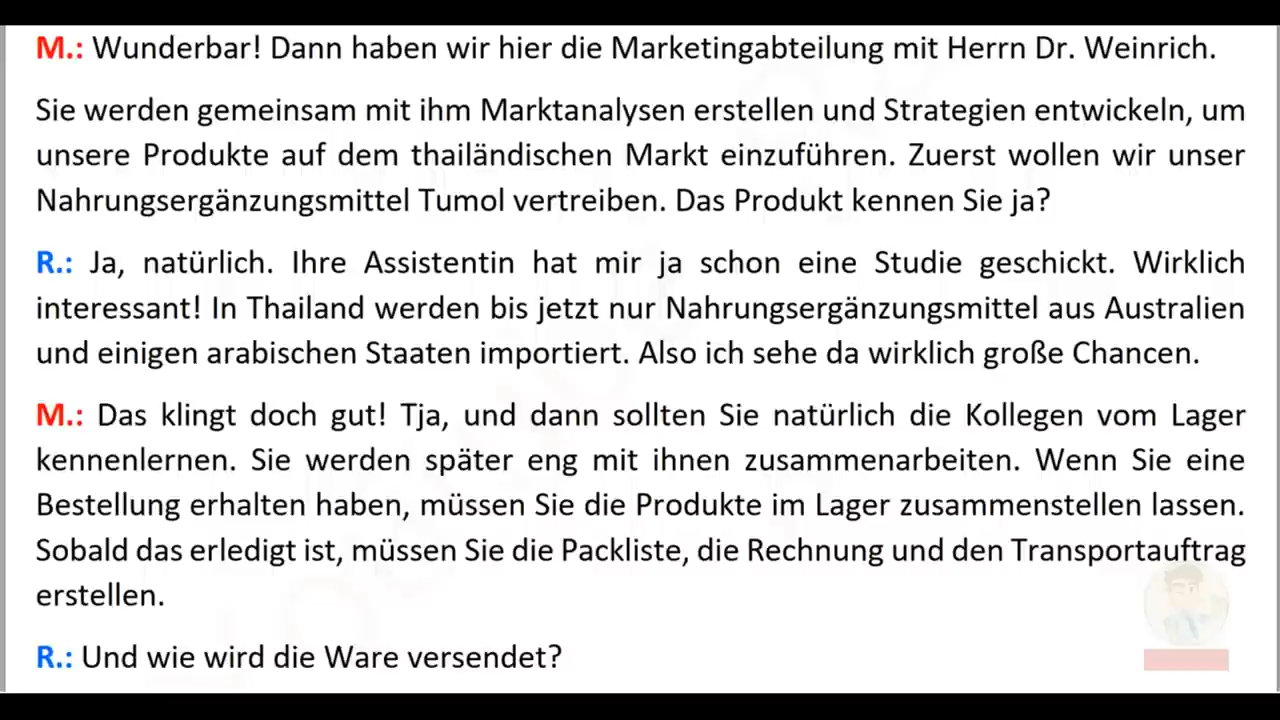 M.: Wunderbar! Dann haben wir hier die Marketingabteilung mit Herrn Dr. Weinrich.
Sie werden gemeinsam mit ihm Marktanalysen erstellen und Strategien entwickeln, um
unsere Produkte auf dem thailändischen Markt einzuführen. Zuerst wollen wir unser
Nahrungsergänzungsmittel Tumol vertreiben. Das Produkt kennen Sie ja?
R.: Ja, natürlich. Ihre Assistentin hat mir ja schon eine Studie geschickt. Wirklich
interessant! In Thailand werden bis jetzt nur Nahrungsergänzungsmittel aus Australien
und einigen arabischen Staaten importiert. Also ich sehe da wirklich große Chancen.
M.: Das klingt doch gut! Tja, und dann sollten Sie natürlich die Kollegen vom Lager
kennenlernen. Sie werden später eng mit ihnen zusammenarbeiten. Wenn Sie eine
Bestellung erhalten haben, müssen Sie die Produkte im Lager zusammenstellen lassen.
Sobald das erledigt ist, müssen Sie die Packliste, die Rechnung und den Transportauftrag
erstellen.
R.: Und wie wird die Ware versendet?